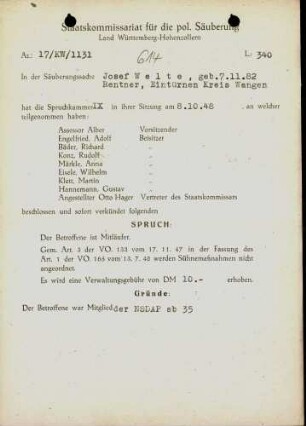 Staatskommissariat für die pol. Säuberung
Land Württemberg-Hohenzollern
Az.: 17/KW/1131
614
L: 340
In der Säuberungssache Josef Welte, geb.7.11.82
Rentner, Eintürnen Kreis Wangen
hat die Spruchkammer IX in ihrer Sitzung am 8.10.48 , an welcher
teilgenommen haben:
Assessor Alber Vorsitzender
Engelfried, Adolf Beisitzer
Bäder, Richard "
Konz, Rudolf "
Märkle, Anna "
Eisele, Wilhelm "
Klett, Martin "
Hannemann, Gustav "
Angestellter Otto Hager Vertreter des Staatskommissars
beschlossen und sofort verkündet folgenden
SPRUCH:
Der Betroffene ist Mitläufer.
Gem. Art. 2 der VO. 133 vom 17. 11. 47 in der Fassung des
Art. 1 der VO. 165 vom 13. 7. 48 werden Sühnemaßnahmen nicht
angeordnet.
Es wird eine Verwaltungsgebühr von DM 10.- erhoben.
Gründe:
Der Betroffene war Mitglied der NSDAP ab 35